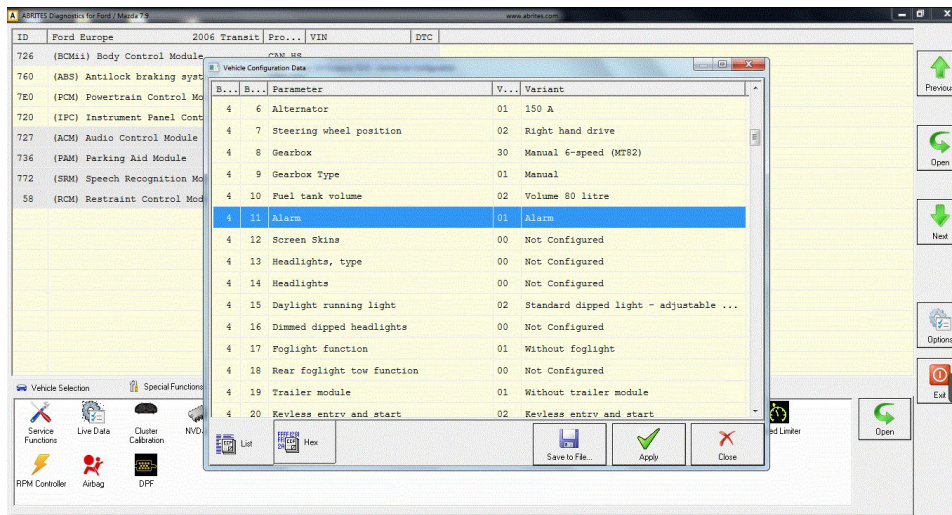 ABRITES Diagnostics for Ford / Mazda 7.9 www.abrites.com
ID Ford Europe 2006 Transit Pro... VIN DTC
726 (BCMii) Body Control Module CAN HS
760 (ABS) Antilock braking syst
7E0 (PCM) Powertrain Control Mo
720 (IPC) Instrument Panel Cont
727 (ACM) Audio Control Module
736 (PAM) Parking Aid Module
772 (SRM) Speech Recognition Mo
58 (RCM) Restraint Control Mod
Vehicle Configuration Data
B... B... Parameter V... Variant
4 6 Alternator 01 150 A
4 7 Steering wheel position 02 Right hand drive
4 8 Gearbox 30 Manual 6-speed (MT82)
4 9 Gearbox Type 01 Manual
4 10 Fuel tank volume 02 Volume 80 litre
4 11 Alarm 01 Alarm
4 12 Screen Skins 00 Not Configured
4 13 Headlights, type 00 Not Configured
4 14 Headlights 00 Not Configured
4 15 Daylight running light 02 Standard dipped light - adjustable ...
4 16 Dimmed dipped headlights 00 Not Configured
4 17 Foglight function 01 Without foglight
4 18 Rear foglight tow function 00 Not Configured
4 19 Trailer module 01 Without trailer module
4 20 Keyless entry and start 02 Keyless entry and start
List
Hex
Save to File...
Apply
Close
Previous
Open
Next
Options
Exit
Vehicle Selection
Special Functions
Service Functions
Live Data
Cluster Calibration
NVD
ed Limiter
Open
RPM Controller
Airbag
DPF